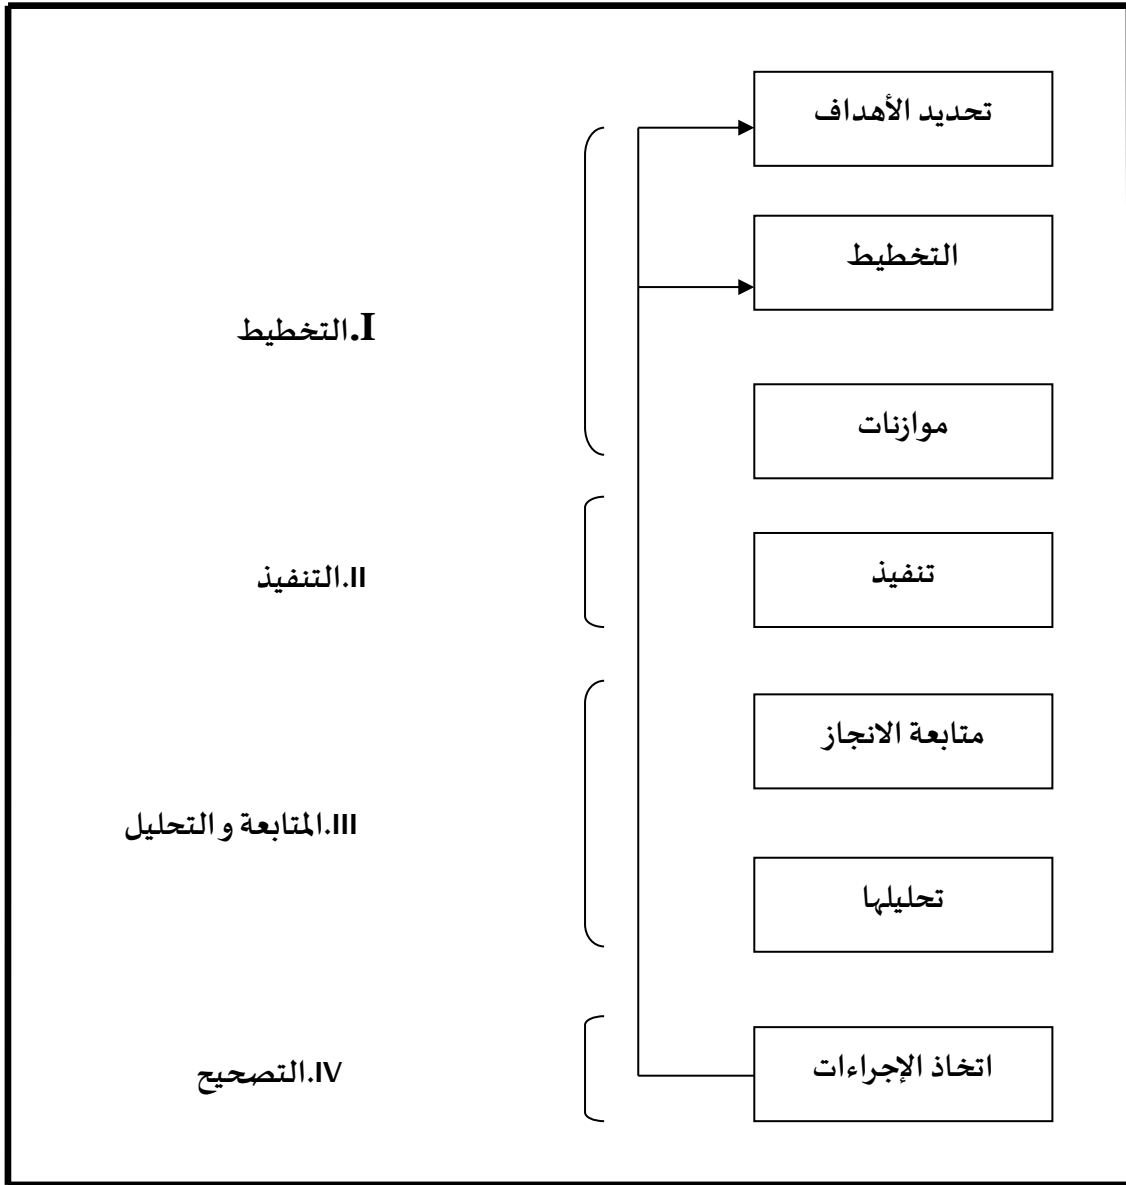 تحديد الأهداف
التخطيط
I.التخطيط
موازنات
تنفيذ
II.التنفيذ
متابعة الانجاز
III.المتابعة و التحليل
تحليلها
اتخاذ الإجراءات
IV.التصحيح